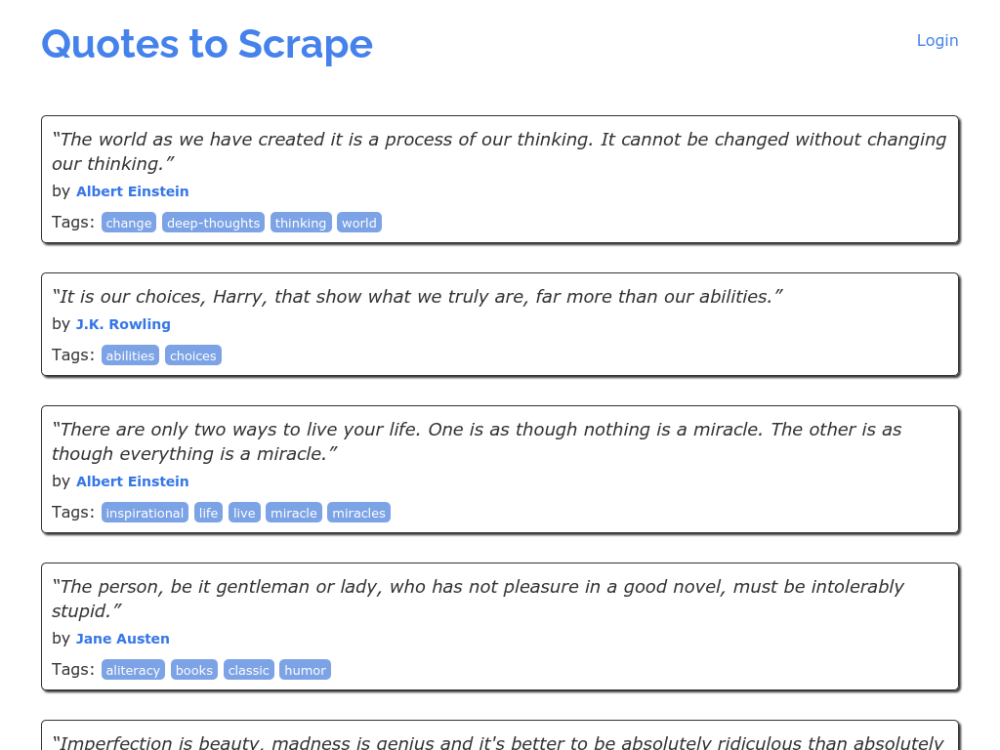 Quotes to Scrape
Login
“The world as we have created it is a process of our thinking. It cannot be changed without changing
our thinking.”
by Albert Einstein
Tags: change deep-thoughts thinking world
“It is our choices, Harry, that show what we truly are, far more than our abilities.”
by J.K. Rowling
Tags: abilities choices
“There are only two ways to live your life. One is as though nothing is a miracle. The other is as
though everything is a miracle.”
by Albert Einstein
Tags: inspirational life live miracle miracles
“The person, be it gentleman or lady, who has not pleasure in a good novel, must be intolerably
stupid.”
by Jane Austen
Tags: aliteracy books classic humor
“Imperfection is beauty, madness is genius and it's better to be absolutely ridiculous than absolutely